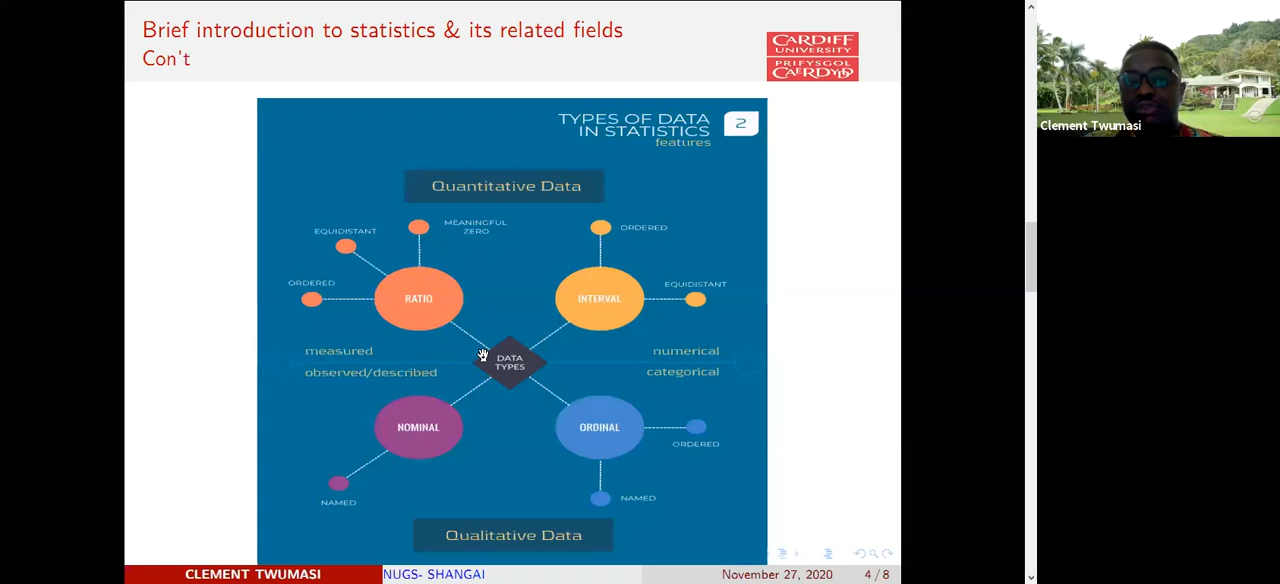 Brief introduction to statistics & its related fields
Con't
CARDIFF
UNIVERSITY
PRIFYSGOL
CAERDYDD
Clement Twumasi
TYPES OF DATA
IN STATISTICS
features
2
Quantitative Data
MEANINGFUL
ZERO
EQUIDISTANT
ORDERED
RATIO
ORDERED
EQUIDISTANT
INTERVAL
measured
observed/described
DATA
TYPES
numerical
categorical
NOMINAL
NAMED
ORDINAL
ORDERED
NAMED
Qualitative Data
CLEMENT TWUMASI
NUGS- SHANGAI
November 27, 2020
4 / 8